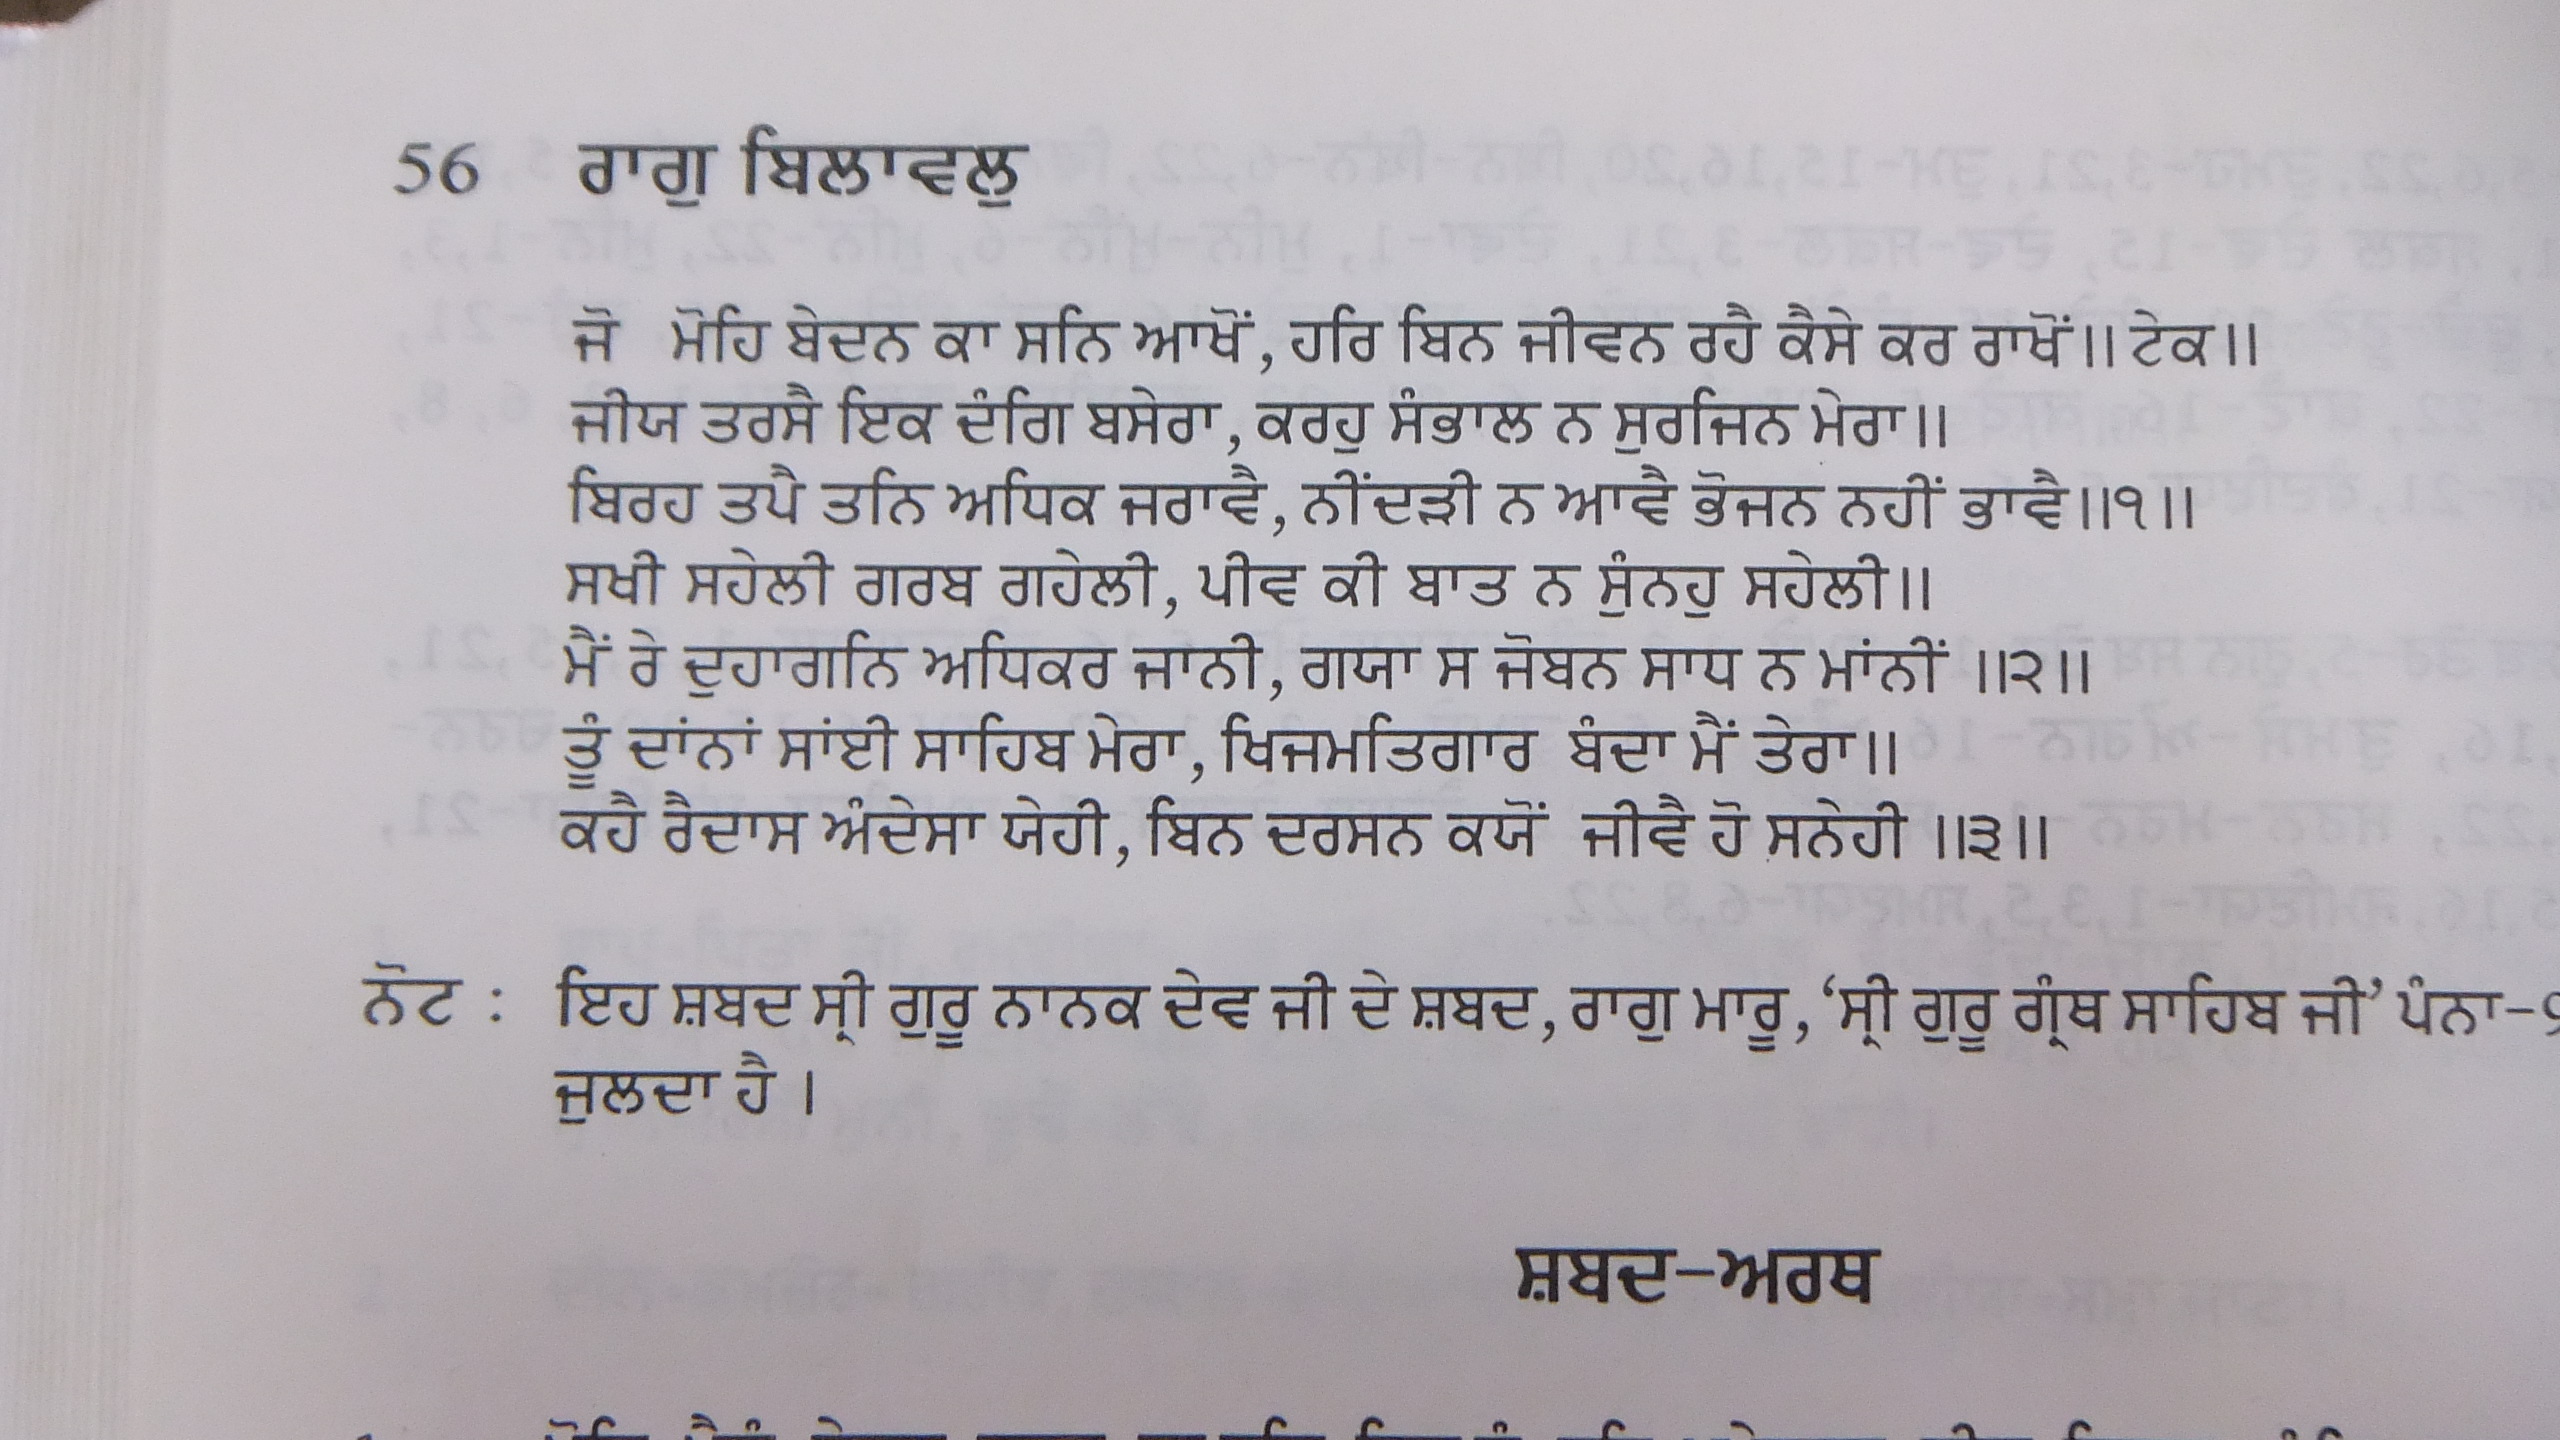 56 ਰਾਗੁ ਬਿਲਾਵਲੁ
ਜੋ ਮੋਹਿ ਬੇਦਨ ਕਾ ਸਨਿ ਆਖੌਂ, ਹਰਿ ਬਿਨ ਜੀਵਨ ਰਹੈ ਕੈਸੇ ਕਰ ਰਾਖੌਂ॥ ਟੇਕ॥
ਜੀਯ ਤਰਸੈ ਇਕ ਦੰਗਿ ਬਸੇਰਾ, ਕਰਹੁ ਸੰਭਾਲ ਨ ਸੁਰਜਿਨ ਮੇਰਾ॥
ਬਿਰਹ ਤਪੈ ਤਨਿ ਅਧਿਕ ਜਰਾਵੈ, ਨੀਂਦੜੀ ਨ ਆਵੈ ਭੋਜਨ ਨਹੀਂ ਭਾਵੈ॥੧॥
ਸਖੀ ਸਹੇਲੀ ਗਰਬ ਗਹੇਲੀ, ਪੀਵ ਕੀ ਬਾਤ ਨ ਸੁੰਨਹੁ ਸਹੇਲੀ॥
ਮੈਂ ਰੇ ਦੁਹਾਗਨਿ ਅਧਿਕਰ ਜਾਨੀ, ਗਯਾ ਸ ਜੋਬਨ ਸਾਧ ਨ ਮਾਂਨੀਂ ॥੨॥
ਤੂੰ ਦਾਂਨਾਂ ਸਾਂਈ ਸਾਹਿਬ ਮੇਰਾ, ਖਿਜਮਤਿਗਾਰ ਬੰਦਾ ਮੈਂ ਤੇਰਾ॥
ਕਹੈ ਰੈਦਾਸ ਅੰਦੇਸਾ ਯੇਹੀ, ਬਿਨ ਦਰਸਨ ਕਯੋਂ ਜੀਵੈ ਹੋ ਸਨੇਹੀ ॥੩॥
ਨੋਟ : ਇਹ ਸ਼ਬਦ ਸ੍ਰੀ ਗੁਰੂ ਨਾਨਕ ਦੇਵ ਜੀ ਦੇ ਸ਼ਬਦ, ਰਾਗੁ ਮਾਰੂ, ‘ਸ੍ਰੀ ਗੁਰੂ ਗ੍ਰੰਥ ਸਾਹਿਬ ਜੀ’ ਪੰਨਾ-
ਜੁਲਦਾ ਹੈ ।
ਸ਼ਬਦ-ਅਰਥ